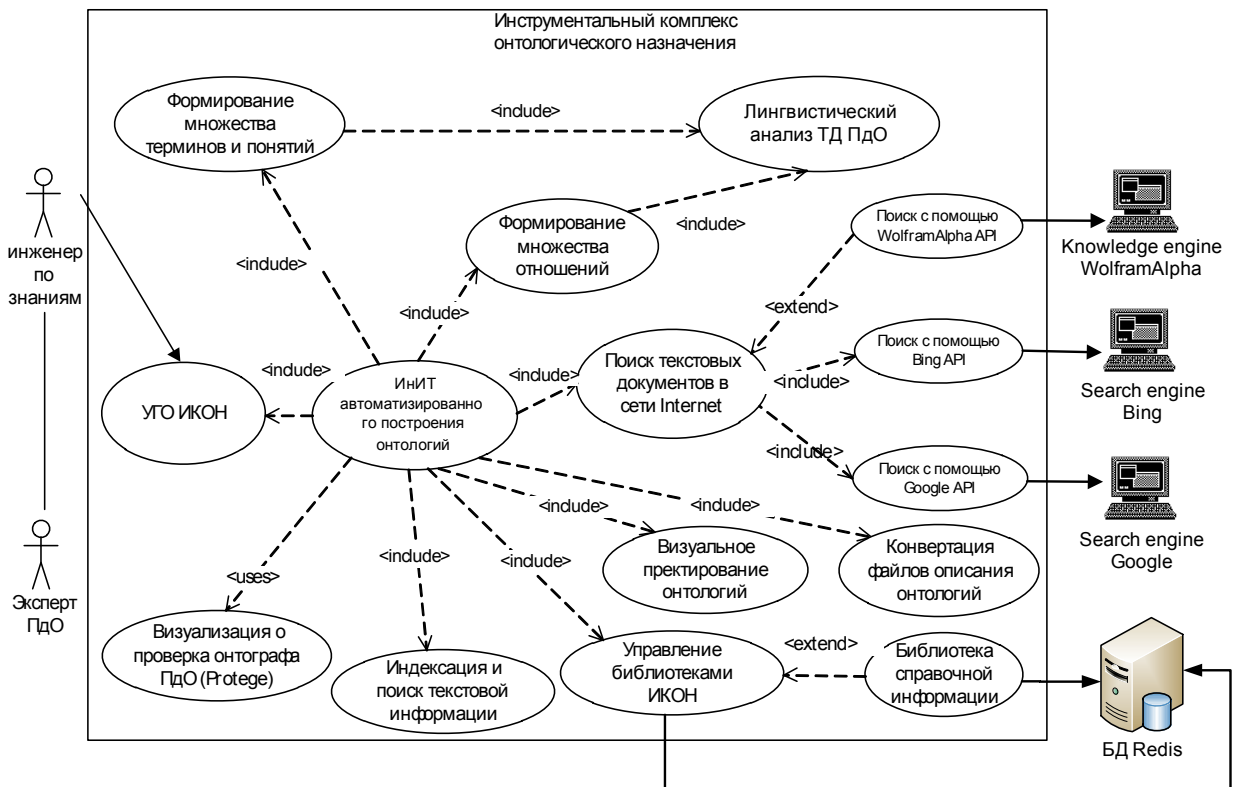 Инструментальный комплекс
онтологического назначения
Формирование
множества
терминов и понятий
<include>
Лингвистический
анализ ТД ПдО
инженер
по
знаниям
<include>
Формирование
множества
отношений
<include>
Поиск с помощью
WolframAlpha API
Knowledge engine
WolframAlpha
<include>
<extend>
УГО ИКОН
<include>
ИнИТ
автоматизированно
го построения
онтологий
<include>
Поиск текстовых
документов в
сети Internet
<include>
Поиск с помощью
Bing API
Search engine
Bing
<include>
Поиск с помощью
Google API
Search engine
Google
Эксперт
ПдО
<uses>
<include>
<include>
<include>
<include>
Визуальное
пректирование
онтологий
Конвертация
файлов описания
онтологий
Визуализация о
проверка онтографа
ПдО (Protege)
Индексация и
поиск текстовой
информации
Управление
библиотеками
ИКОН
<extend>
Библиотека
справочной
информации
БД Redis